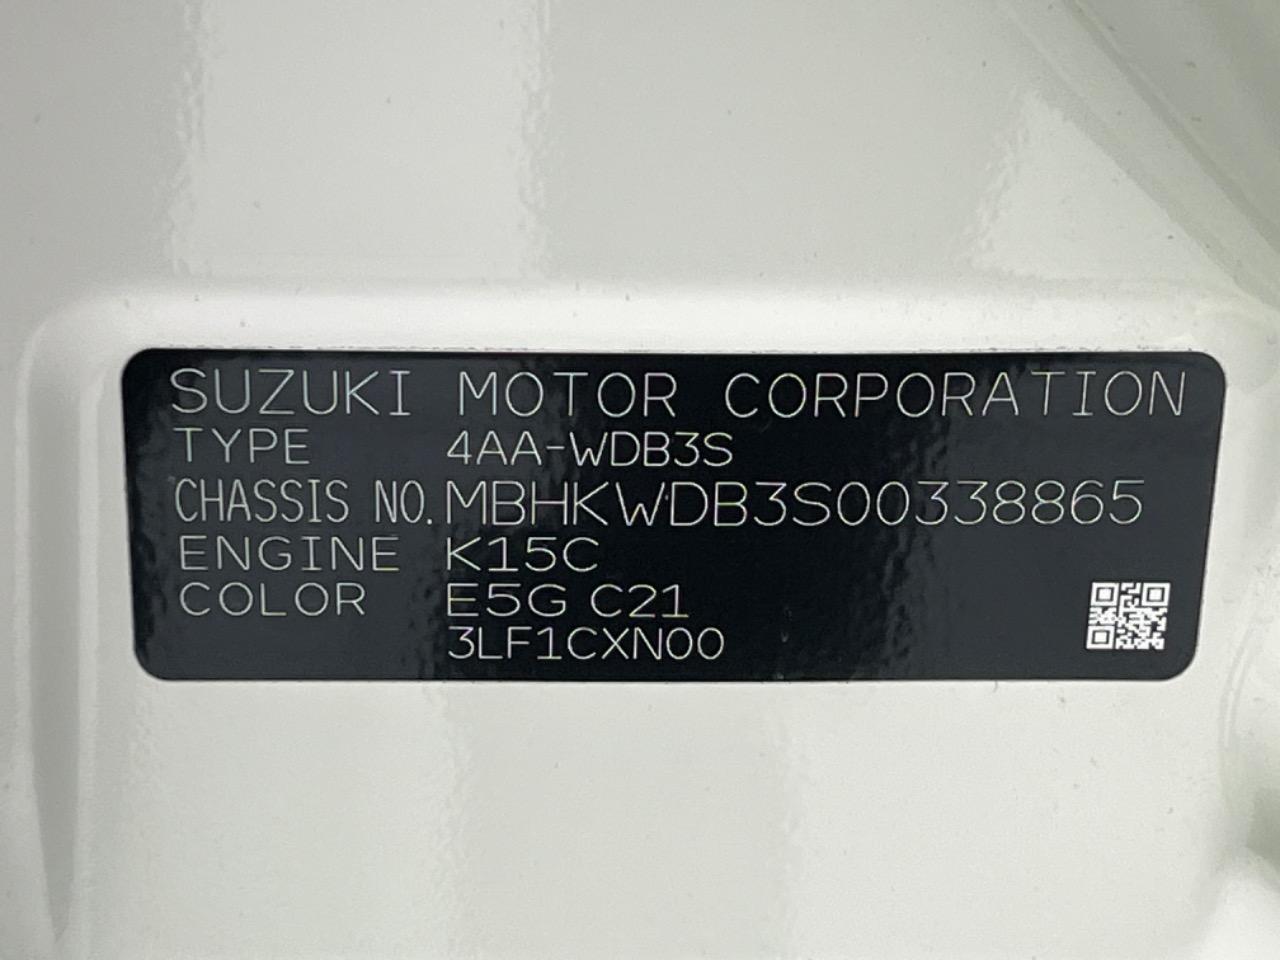 SUZUKI MOTOR CORPORATION
TYPE 4AA-WDB3S
CHASSIS NO. MBHKWDB3S00338865
ENGINE K15C
COLOR E5G C21
3LF1CXN00